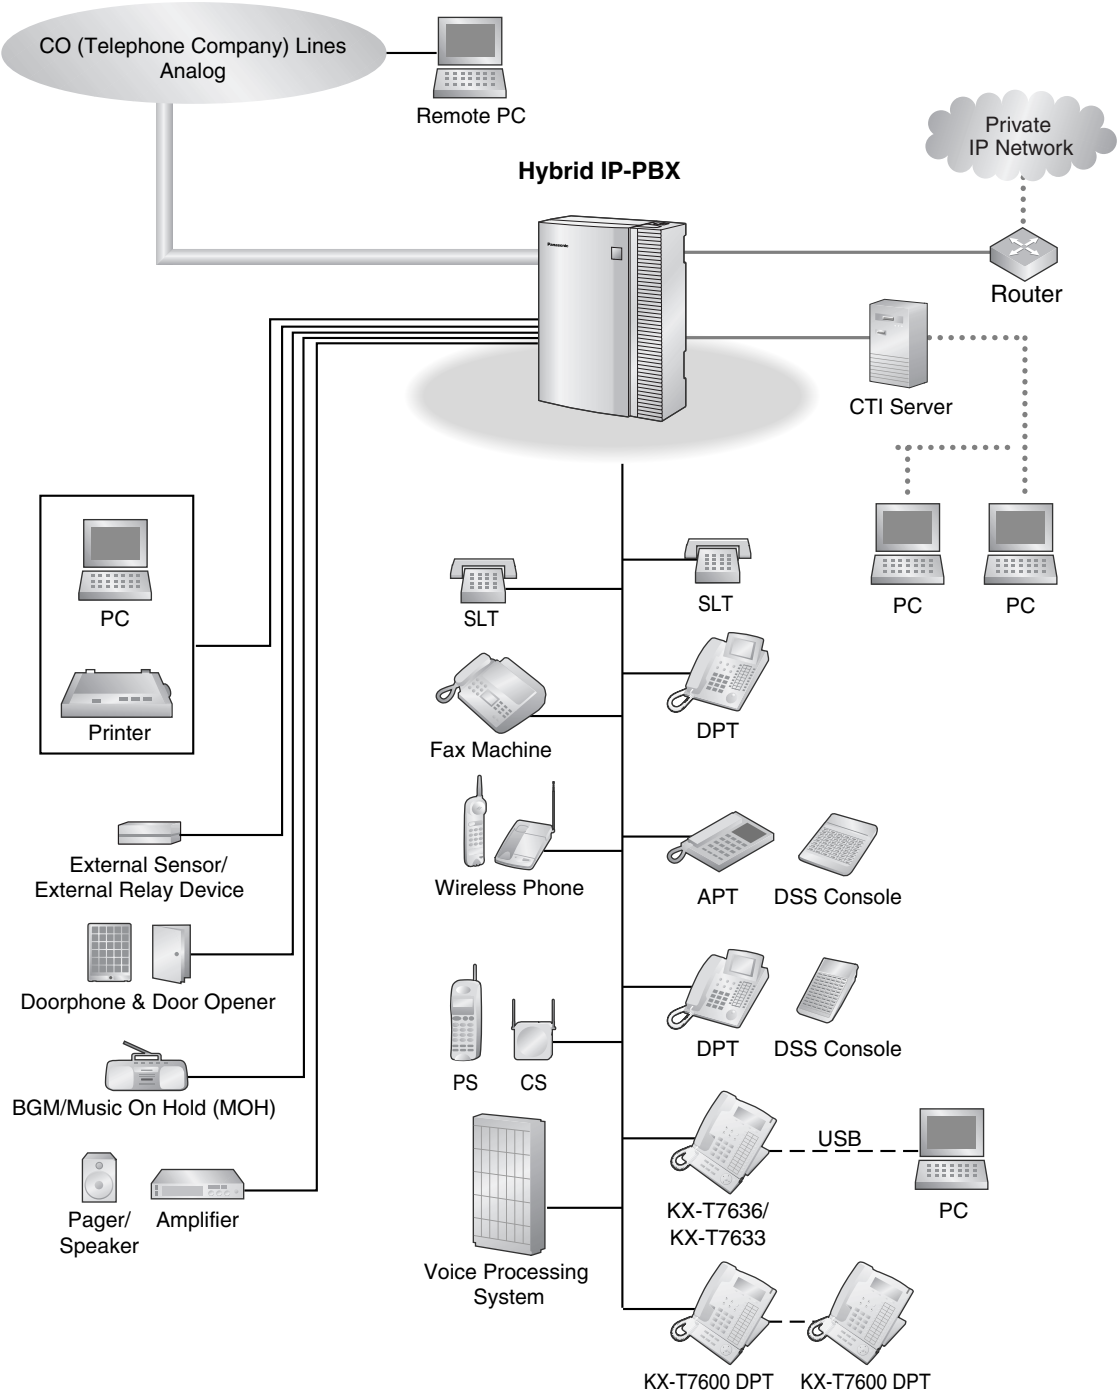 CO (Telephone Company) Lines
Analog
Remote PC
Private
IP Network
Hybrid IP-PBX
Panasonic
Router
CTI Server
PC
PC
PC
Printer
SLT
SLT
Fax Machine
DPT
External Sensor/
External Relay Device
Wireless Phone
APT
DSS Console
Doorphone & Door Opener
PS
CS
DPT
DSS Console
BGM/Music On Hold (MOH)
USB
Pager/
Speaker
Amplifier
KX-T7636/
KX-T7633
PC
Voice Processing
System
KX-T7600 DPT
KX-T7600 DPT